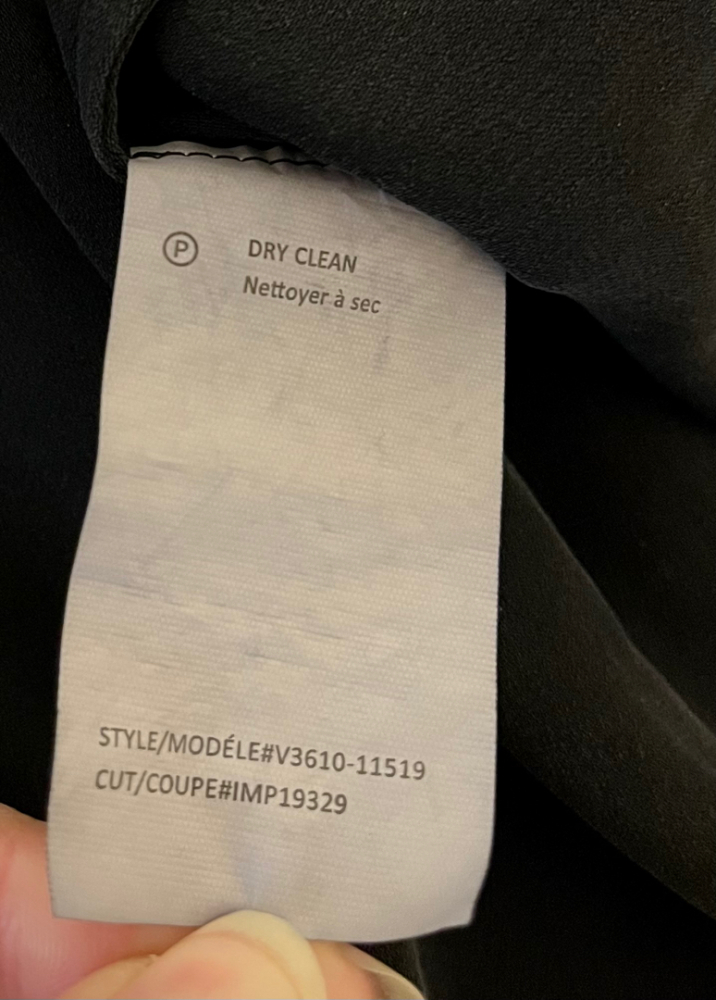 Ⓟ DRY CLEAN
Nettoyer à sec
STYLE/MODÉLE#V3610-11519
CUT/COUPE#IMP19329